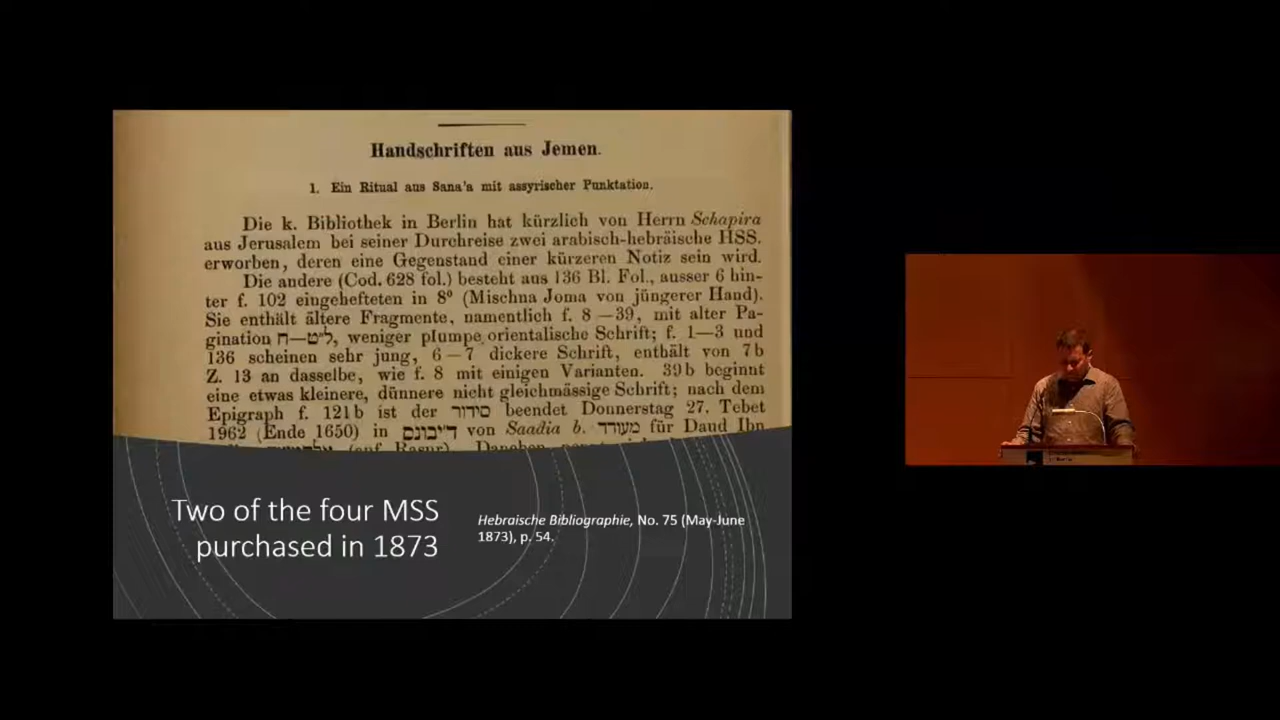 Handschriften aus Jemen.
1. Ein Ritual aus Sana'a mit assyrischer Punktation.
Die k. Bibliothek in Berlin hat kürzlich von Herrn Schapira
aus Jerusalem bei seiner Durchreise zwei arabisch-hebräische HSS.
erworben, deren eine Gegenstand einer kürzeren Notiz sein wird.
Die andere (Cod. 628 fol.) besteht aus 136 Bl. Fol., ausser 6 hin-
ter f. 102 eingehefteten in 8⁰ (Mischna Joma von jüngerer Hand).
Sie enthält ältere Fragmente, namentlich f. 8—39, mit alter Pa-
gination ח—ל״ט, weniger plumpe orientalische Schrift; f. 1—3 und
136 scheinen sehr jung, 6—7 dickere Schrift, enthält von 7b
Z. 13 an dasselbe, wie f. 8 mit einigen Varianten. 39b beginnt
eine etwas kleinere, dünnere nicht gleichmässige Schrift; nach dem
Epigraph f. 121b ist der סידור beendet Donnerstag 27. Tebet
1962 (Ende 1650) in von Saadia b. מעודד für Daud Ibn
(auf Rasur). Daneben
Two of the four MSS
purchased in 1873
Hebraische Bibliographie, No. 75 (May-June
1873), p. 54.